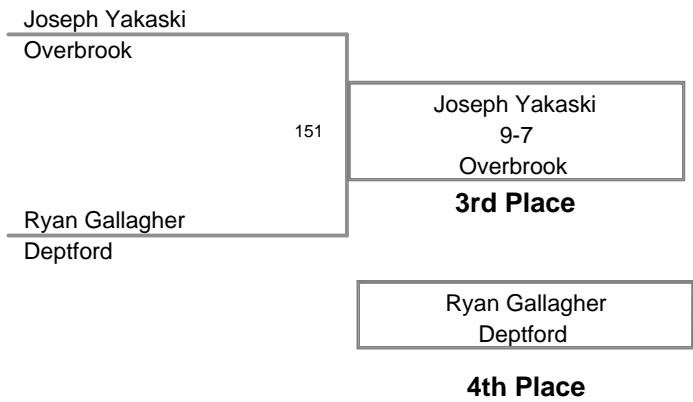 Joseph Yakaski
Overbrook
151
Joseph Yakaski
9-7
Overbrook
3rd Place
Ryan Gallagher
Deptford
Ryan Gallagher
Deptford
4th Place